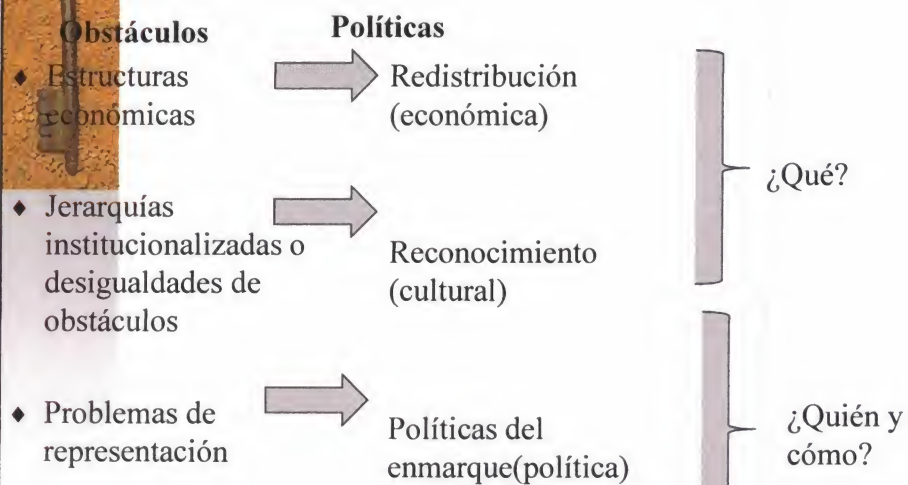 Obstáculos
Políticas
♦ Estructuras
económicas
Redistribución
(económica)
¿Qué?
♦ Jerarquías
institucionalizadas o
desigualdades de
obstáculos
Reconocimiento
(cultural)
♦ Problemas de
representación
Políticas del
enmarque(política)
¿Quién y
cómo?